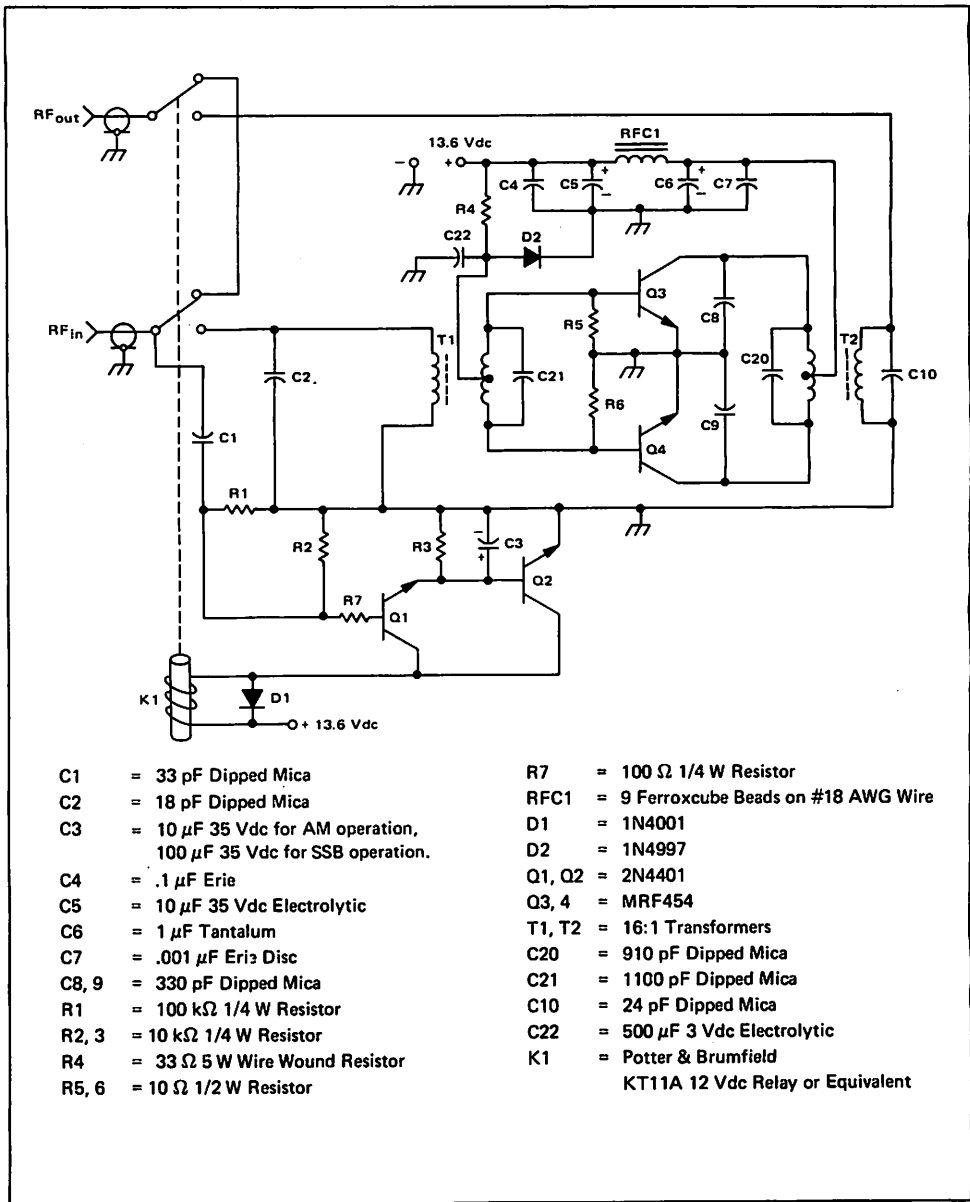 RFout
13.6 Vdc
RFC1
-
+
+
+
C4
C5
C6
C7
-
-
R4
C22
D2
Q3
C8
RFin
R5
T1
T2
C2.
C21
C20
C10
R6
C9
C1
Q4
R1
R2
R3
-
C3
+
Q2
R7
Q1
K1
D1
+ 13.6 Vdc
C1 = 33 pF Dipped Mica
C2 = 18 pF Dipped Mica
C3 = 10 μF 35 Vdc for AM operation,
100 μF 35 Vdc for SSB operation.
C4 = .1 μF Erie
C5 = 10 μF 35 Vdc Electrolytic
C6 = 1 μF Tantalum
C7 = .001 μF Erie Disc
C8, 9 = 330 pF Dipped Mica
R1 = 100 kΩ 1/4 W Resistor
R2, 3 = 10 kΩ 1/4 W Resistor
R4 = 33 Ω 5 W Wire Wound Resistor
R5, 6 = 10 Ω 1/2 W Resistor
R7 = 100 Ω 1/4 W Resistor
RFC1 = 9 Ferroxcube Beads on #18 AWG Wire
D1 = 1N4001
D2 = 1N4997
Q1, Q2 = 2N4401
Q3, 4 = MRF454
T1, T2 = 16:1 Transformers
C20 = 910 pF Dipped Mica
C21 = 1100 pF Dipped Mica
C10 = 24 pF Dipped Mica
C22 = 500 μF 3 Vdc Electrolytic
K1 = Potter & Brumfield
KT11A 12 Vdc Relay or Equivalent